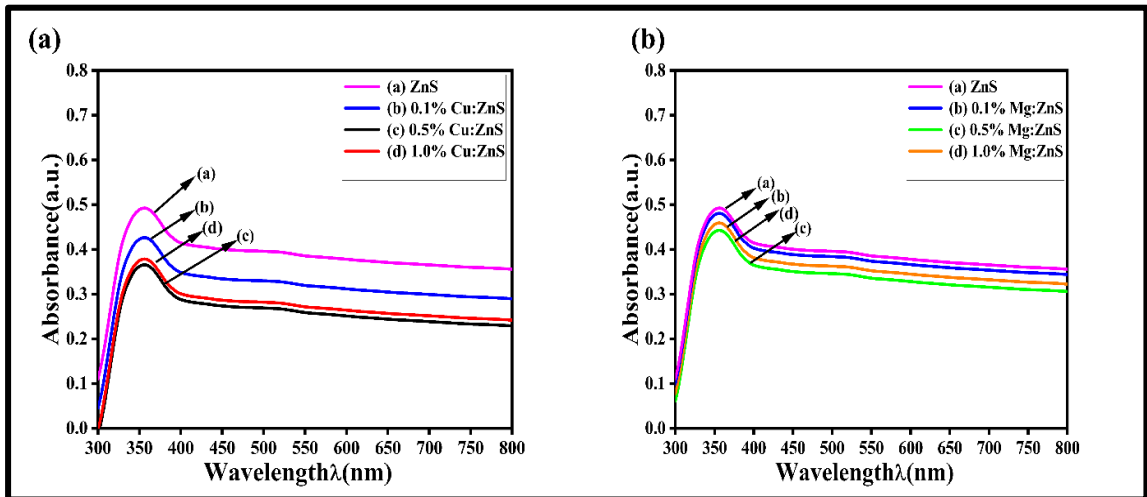 (a)
0.8
0.7
0.6
0.5
0.4
0.3
0.2
0.1
0.0
300 350 400 450 500 550 600 650 700 750 800
Absorbance(a.u.)
Wavelengthλ(nm)
(a) ZnS
(b) 0.1% Cu:ZnS
(c) 0.5% Cu:ZnS
(d) 1.0% Cu:ZnS
(a)
(b)
(d)
(c)
(b)
0.8
0.7
0.6
0.5
0.4
0.3
0.2
0.1
0.0
300 350 400 450 500 550 600 650 700 750 800
Absorbance(a.u.)
Wavelengthλ(nm)
(a) ZnS
(b) 0.1% Mg:ZnS
(c) 0.5% Mg:ZnS
(d) 1.0% Mg:ZnS
(a)
(b)
(d)
(c)